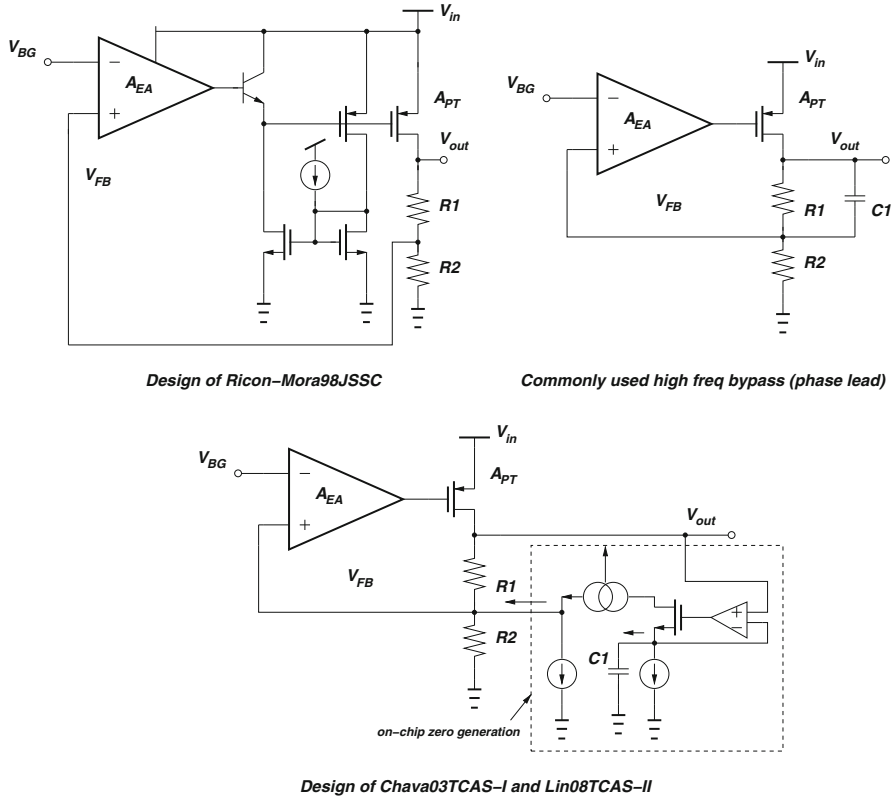 V_in
V_BG
−
A_EA
+
A_PT
V_out
V_FB
R1
R2
Design of Ricon−Mora98JSSC
V_in
V_BG
−
A_EA
+
A_PT
V_out
V_FB
R1
C1
R2
Commonly used high freq bypass (phase lead)
V_in
V_BG
−
A_EA
+
A_PT
V_out
V_FB
R1
R2
+
−
C1
on−chip zero generation
Design of Chava03TCAS−I and Lin08TCAS−II